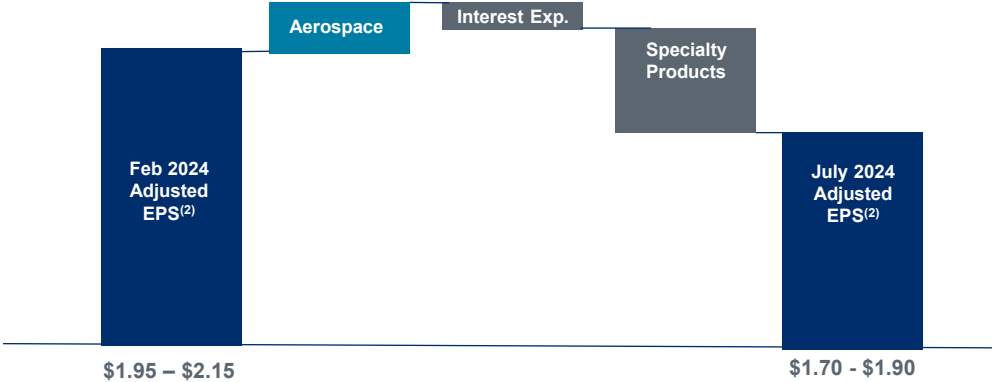 Aerospace
Interest Exp.
Specialty
Products
Feb 2024
Adjusted
EPS(2)
July 2024
Adjusted
EPS(2)
$1.95 – $2.15
$1.70 - $1.90